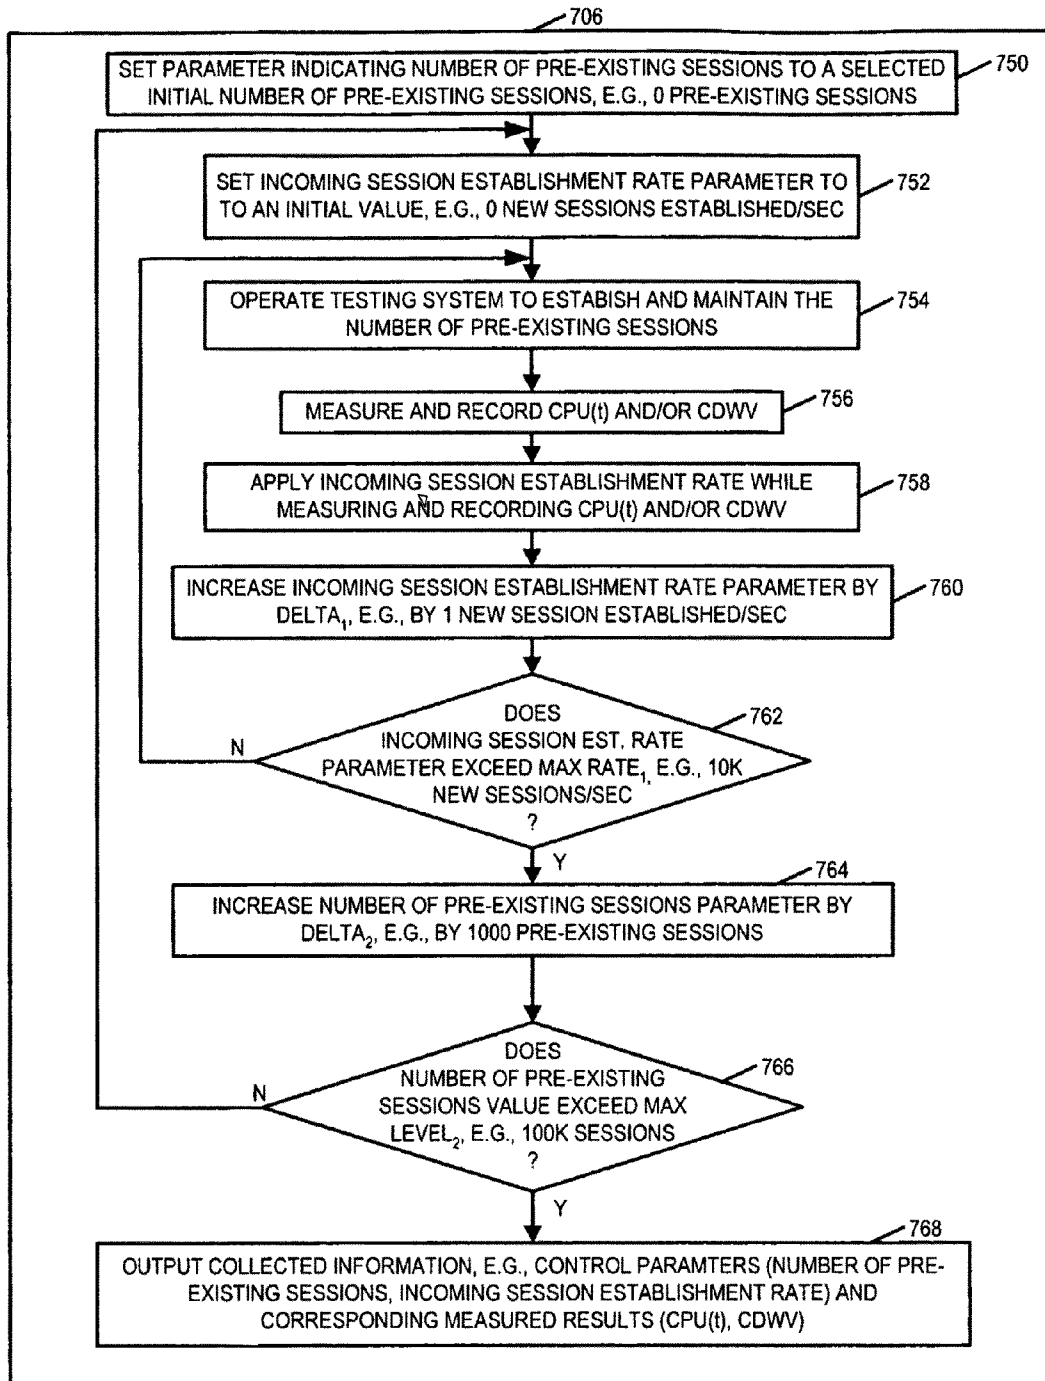 706
SET PARAMETER INDICATING NUMBER OF PRE-EXISTING SESSIONS TO A SELECTED
INITIAL NUMBER OF PRE-EXISTING SESSIONS, E.G., 0 PRE-EXISTING SESSIONS
750
SET INCOMING SESSION ESTABLISHMENT RATE PARAMETER TO
TO AN INITIAL VALUE, E.G., 0 NEW SESSIONS ESTABLISHED/SEC
752
OPERATE TESTING SYSTEM TO ESTABISH AND MAINTAIN THE
NUMBER OF PRE-EXISTING SESSIONS
754
MEASURE AND RECORD CPU(t) AND/OR CDWV
756
APPLY INCOMING SESSION ESTABLISHMENT RATE WHILE
MEASURING AND RECORDING CPU(t) AND/OR CDWV
758
INCREASE INCOMING SESSION ESTABLISHMENT RATE PARAMETER BY
DELTA₁, E.G., BY 1 NEW SESSION ESTABLISHED/SEC
760
DOES
INCOMING SESSION EST. RATE
PARAMETER EXCEED MAX RATE₁, E.G., 10K
NEW SESSIONS/SEC
?
762
N
Y
764
INCREASE NUMBER OF PRE-EXISTING SESSIONS PARAMETER BY
DELTA₂, E.G., BY 1000 PRE-EXISTING SESSIONS
DOES
NUMBER OF PRE-EXISTING
SESSIONS VALUE EXCEED MAX
LEVEL₂, E.G., 100K SESSIONS
?
766
N
Y
768
OUTPUT COLLECTED INFORMATION, E.G., CONTROL PARAMTERS (NUMBER OF PRE-
EXISTING SESSIONS, INCOMING SESSION ESTABLISHMENT RATE) AND
CORRESPONDING MEASURED RESULTS (CPU(t), CDWV)